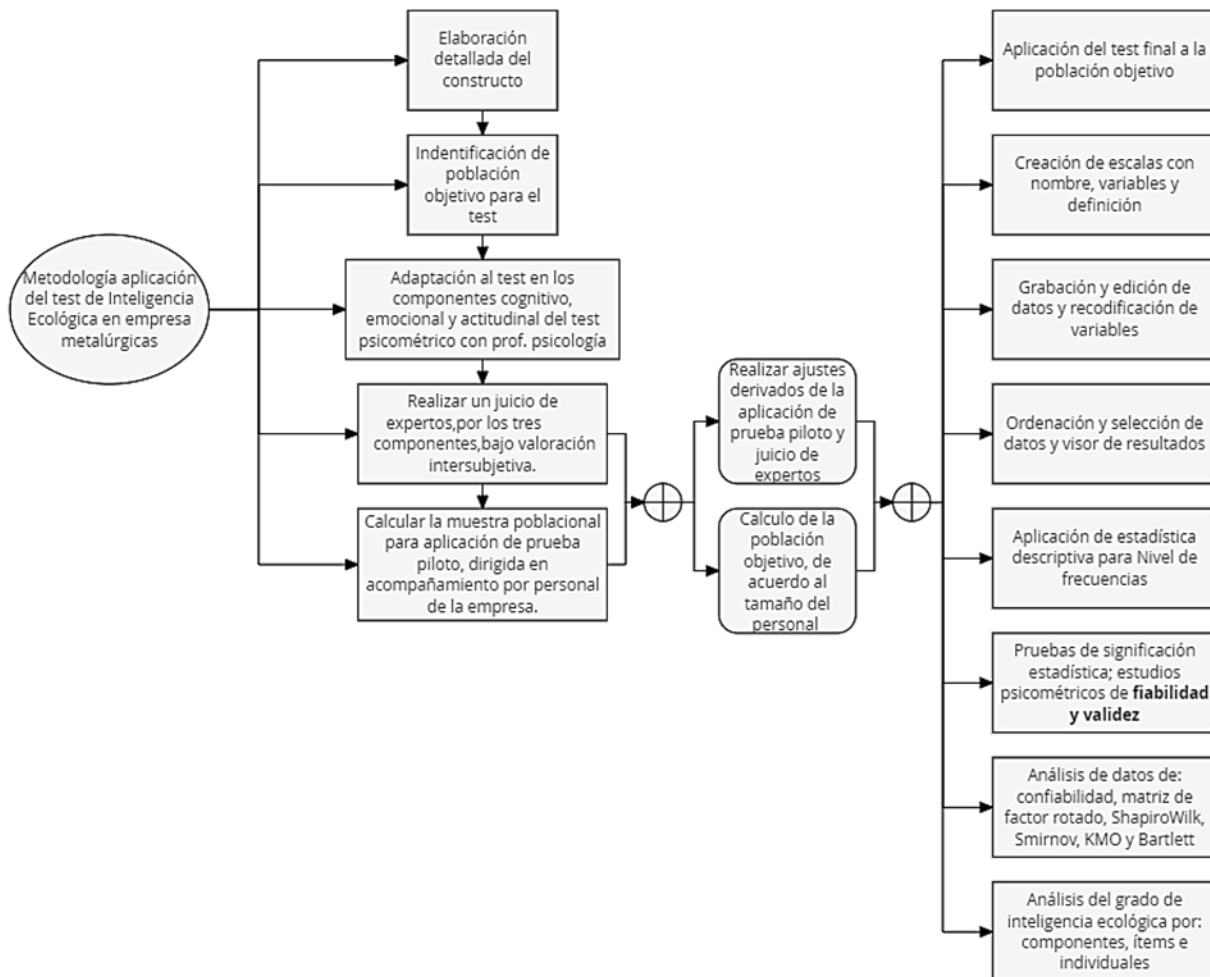 Metodología aplicación
del test de Inteligencia
Ecológica en empresa
metalúrgicas
Elaboración
detallada del
constructo
Indentificación de
población
objetivo para el
test
Adaptación al test en los
componentes cognitivo,
emocional y actitudinal del test
psicométrico con prof. psicología
Realizar un juicio de
expertos,por los tres
componentes,bajo valoración
intersubjetiva.
Calcular la muestra poblacional
para aplicación de prueba
piloto, dirigida en
acompañamiento por personal
de la empresa.
Realizar ajustes
derivados de la
aplicación de
prueba piloto y
juicio de
expertos
Calculo de la
población
objetivo, de
acuerdo al
tamaño del
personal
Aplicación del test final a la
población objetivo
Creación de escalas con
nombre, variables y
definición
Grabación y edición de
datos y recodificación de
variables
Ordenación y selección de
datos y visor de resultados
Aplicación de estadística
descriptiva para Nivel de
frecuencias
Pruebas de significación
estadística; estudios
psicométricos de fiabilidad
y validez
Análisis de datos de:
confiabilidad, matriz de
factor rotado, ShapiroWilk,
Smirnov, KMO y Bartlett
Análisis del grado de
inteligencia ecológica por:
componentes, ítems e
individuales